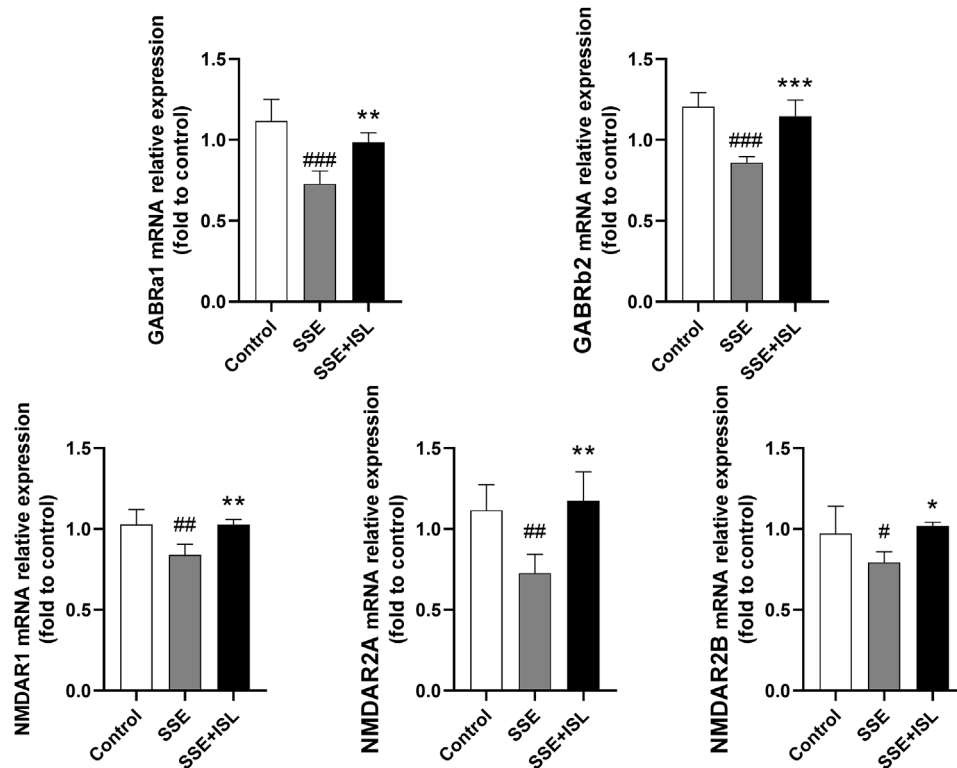 GABRa1 mRNA relative expression
(fold to control)
1.5
1.0
0.5
0.0
###
**
Control
SSE
SSE+ISL
GABRb2 mRNA relative expression
(fold to control)
1.5
1.0
0.5
0.0
###
***
Control
SSE
SSE+ISL
NMDAR1 mRNA relative expression
(fold to control)
1.5
1.0
0.5
0.0
##
**
Control
SSE
SSE+ISL
NMDAR2A mRNA relative expression
(fold to control)
1.5
1.0
0.5
0.0
##
**
Control
SSE
SSE+ISL
NMDAR2B mRNA relative expression
(fold to control)
1.5
1.0
0.5
0.0
#
*
Control
SSE
SSE+ISL